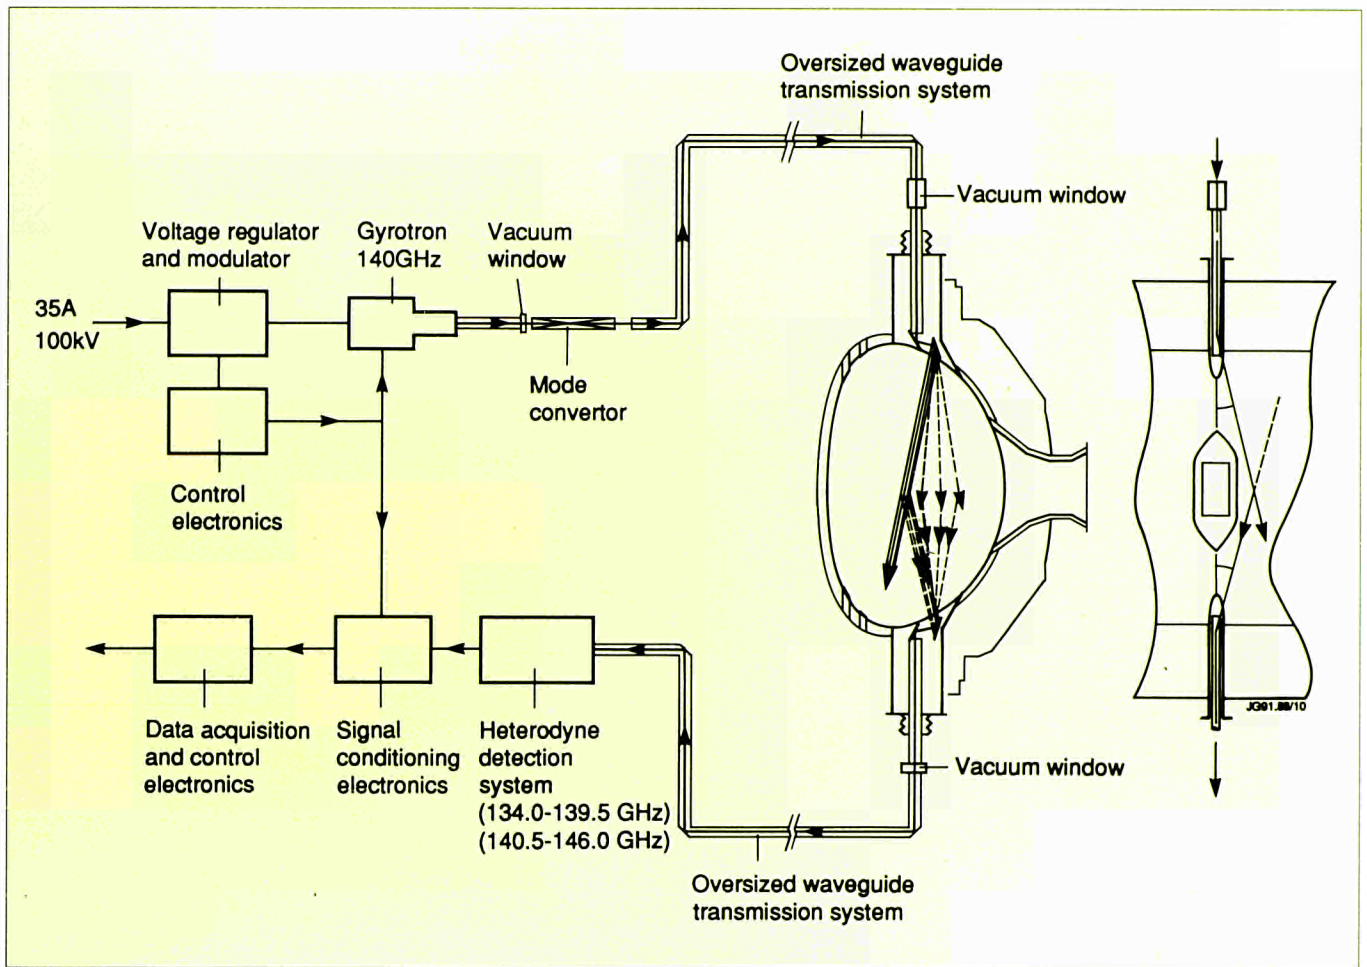 Oversized waveguide
transmission system
Vacuum window
Voltage regulator
and modulator
Gyrotron
140GHz
Vacuum
window
35A
100kV
Mode
convertor
Control
electronics
Data acquisition
and control
electronics
Signal
conditioning
electronics
Heterodyne
detection
system
(134.0-139.5 GHz)
(140.5-146.0 GHz)
Vacuum window
Oversized waveguide
transmission system